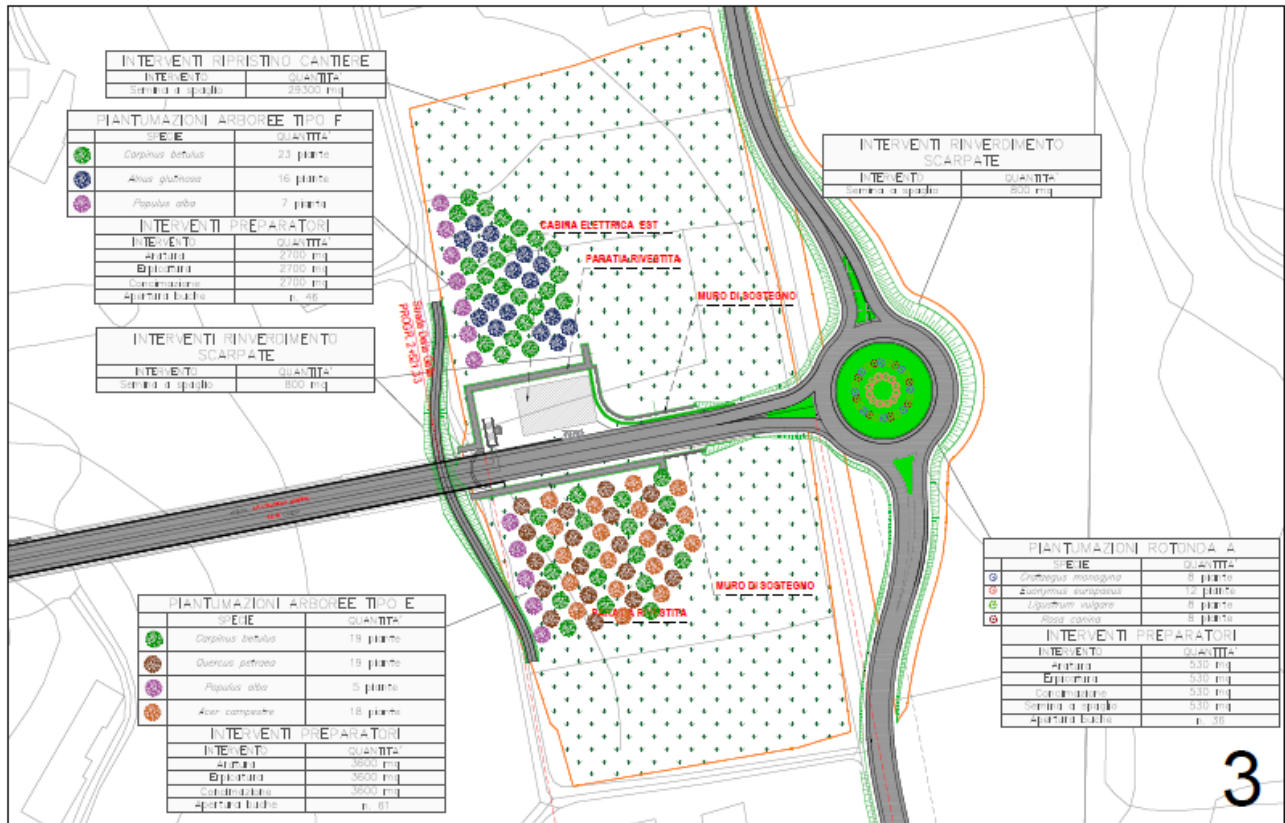 INTERVENTI RIPRISTINO CANTIERE
INTERVENTO QUANTITA'
Semina a spaglio 29300 mq
PIANTUMAZIONI ARBOREE TIPO F
SPECIE QUANTITA'
Carpinus betulus 23 piante
Alnus glutinosa 16 piante
Populus alba 7 piante
INTERVENTI PREPARATORI
INTERVENTO QUANTITA'
Aratura 2700 mq
Erpicatura 2700 mq
Concimazione 2700 mq
Apertura buche n. 46
INTERVENTI RINVERDIMENTO
SCARPATE
INTERVENTO QUANTITA'
Semina a spaglio 800 mq
INTERVENTI RINVERDIMENTO
SCARPATE
INTERVENTO QUANTITA'
Semina a spaglio 800 mq
CABINA ELETTRICA EST
PARATIA RIVESTITA
MURO DI SOSTEGNO
MURO DI SOSTEGNO
PARATIA RIVESTITA
PIANTUMAZIONI ARBOREE TIPO E
SPECIE QUANTITA'
Carpinus betulus 19 piante
Quercus petraea 19 piante
Populus alba 5 piante
Acer campestre 18 piante
INTERVENTI PREPARATORI
INTERVENTO QUANTITA'
Aratura 3600 mq
Erpicatura 3600 mq
Concimazione 3600 mq
Apertura buche n. 61
PIANTUMAZIONI ROTONDA A
SPECIE QUANTITA'
Crataegus monogyna 8 piante
Euonymus europaeus 12 piante
Ligustrum vulgare 8 piante
Rosa canina 8 piante
INTERVENTI PREPARATORI
INTERVENTO QUANTITA'
Aratura 530 mq
Erpicatura 530 mq
Concimazione 530 mq
Semina a spaglio 530 mq
Apertura buche n. 36
3